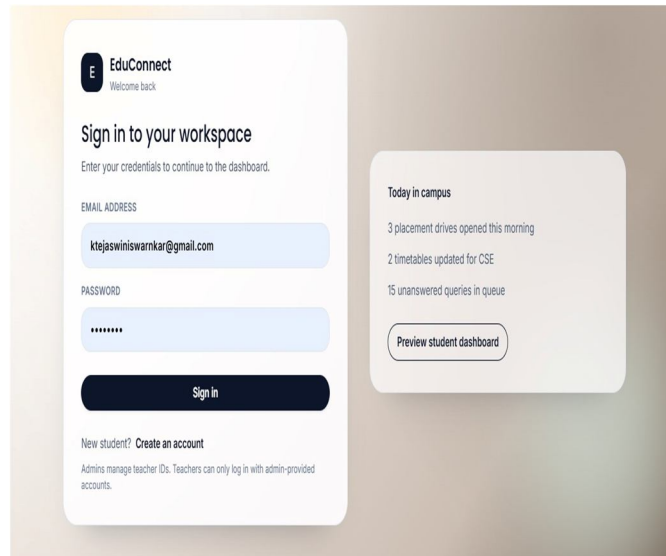 E
EduConnect
Welcome back
Sign in to your workspace
Enter your credentials to continue to the dashboard.
EMAIL ADDRESS
ktejaswiniswarnkar@gmail.com
PASSWORD
••••••••
Sign in
New student? Create an account
Admins manage teacher IDs. Teachers can only log in with admin-provided
accounts.
Today in campus
3 placement drives opened this morning
2 timetables updated for CSE
15 unanswered queries in queue
Preview student dashboard